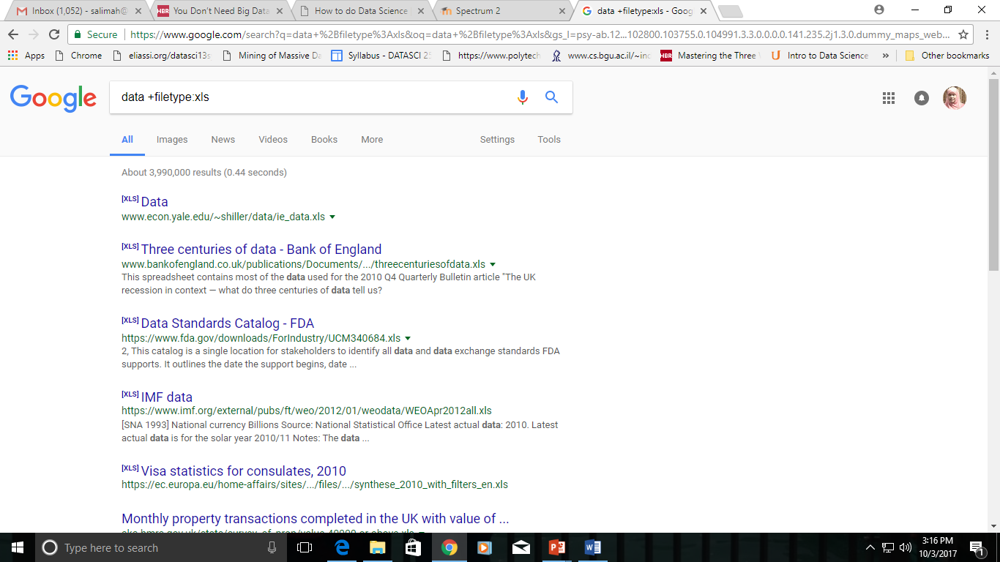 Inbox (1,052) - salimah@
You Don't Need Big Data
How to do Data Science
Spectrum 2
data +filetype:xls - Goog
Secure
https://www.google.com/search?q=data+%2Bfiletype%3Axls&oq=data+%2Bfiletype%3Axls&gs_l=psy-ab.12...102800.103755.0.104991.3.3.0.0.0.0.141.235.2j1.3.0.dummy_maps_web...
Apps
Chrome
eliassi.org/datasci13s
Mining of Massive Da
Syllabus - DATASCI 25
https://www.polytech
www.cs.bgu.ac.il/~inc
HBR
Mastering the Three
Intro to Data Science
»
Other bookmarks
Google
data +filetype:xls
All
Images
News
Videos
Books
More
Settings
Tools
About 3,990,000 results (0.44 seconds)
[XLS] Data
www.econ.yale.edu/~shiller/data/ie_data.xls
[XLS] Three centuries of data - Bank of England
www.bankofengland.co.uk/publications/Documents/.../threecenturiesofdata.xls
This spreadsheet contains most of the data used for the 2010 Q4 Quarterly Bulletin article "The UK
recession in context — what do three centuries of data tell us?
[XLS] Data Standards Catalog - FDA
https://www.fda.gov/downloads/ForIndustry/UCM340684.xls
2, This catalog is a single location for stakeholders to identify all data and data exchange standards FDA
supports. It outlines the date the support begins, date ...
[XLS] IMF data
https://www.imf.org/external/pubs/ft/weo/2012/01/weodata/WEOApr2012all.xls
[SNA 1993] National currency Billions Source: National Statistical Office Latest actual data: 2010. Latest
actual data is for the solar year 2010/11 Notes: The data ...
[XLS] Visa statistics for consulates, 2010
https://ec.europa.eu/home-affairs/sites/.../files/.../synthese_2010_with_filters_en.xls
Monthly property transactions completed in the UK with value of ...
Type here to search
3:16 PM
10/3/2017
1